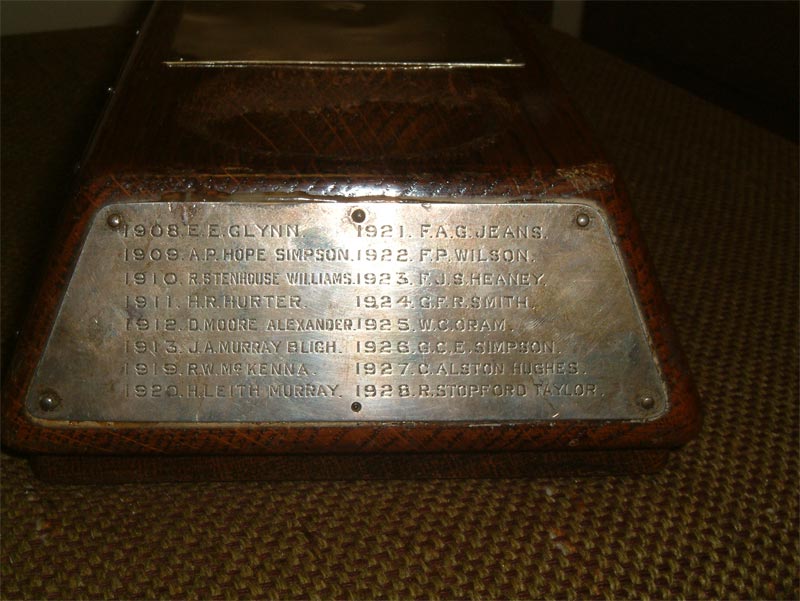 1908. E.E. GLYNN.
1909. A.P. HOPE SIMPSON.
1910. R. STENHOUSE WILLIAMS.
1911. H.R. HURTER.
1912. D. MOORE ALEXANDER.
1913. J.A. MURRAY BLIGH.
1919. R.W. McKENNA.
1920. H. LEITH MURRAY.
1921. F.A.G. JEANS.
1922. F.P. WILSON.
1923. F.J.S. HEANEY.
1924. G.F.R. SMITH.
1925. W.C. ORAM.
1926. G.C.E. SIMPSON.
1927. C. ALSTON HUGHES.
1928. R. STOPFORD TAYLOR.